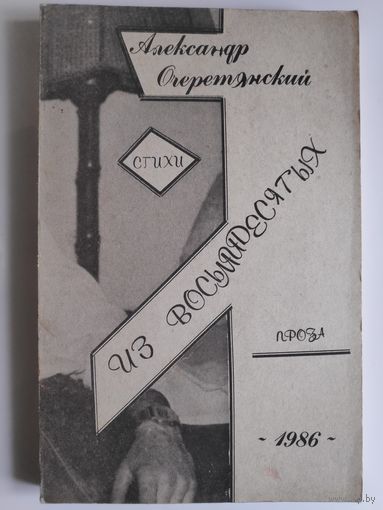 Александр
Очеретянский
СТИХИ
ИЗ ВОСЬМИДЕСЯТЫХ
ПРОЗА
- 1986 -